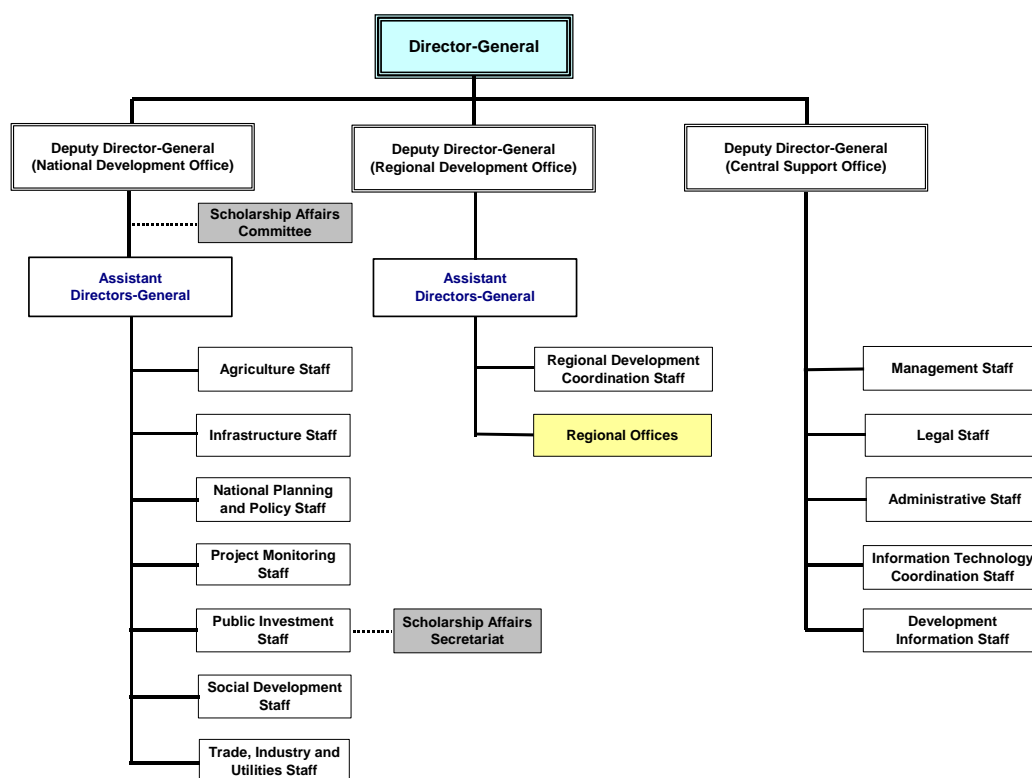 Director-General
Deputy Director-General
(National Development Office)
Deputy Director-General
(Regional Development Office)
Deputy Director-General
(Central Support Office)
Scholarship Affairs
Committee
Assistant
Directors-General
Assistant
Directors-General
Agriculture Staff
Infrastructure Staff
National Planning
and Policy Staff
Project Monitoring
Staff
Public Investment
Staff
Scholarship Affairs
Secretariat
Social Development
Staff
Trade, Industry and
Utilities Staff
Regional Development
Coordination Staff
Regional Offices
Management Staff
Legal Staff
Administrative Staff
Information Technology
Coordination Staff
Development
Information Staff